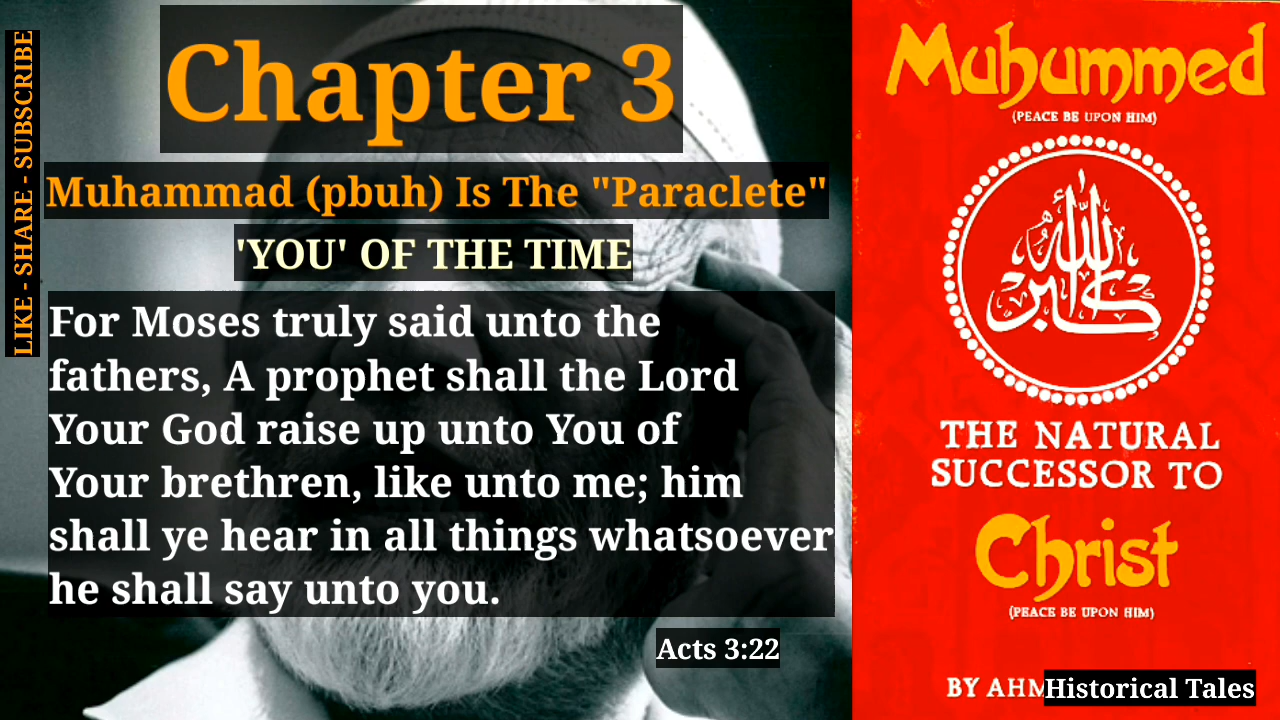 LIKE - SHARE - SUBSCRIBE
Chapter 3
Muhammad (pbuh) Is The "Paraclete"
'YOU' OF THE TIME
For Moses truly said unto the
fathers, A prophet shall the Lord
Your God raise up unto You of
Your brethren, like unto me; him
shall ye hear in all things whatsoever
he shall say unto you.
Acts 3:22
Muhummed
(PEACE BE UPON HIM)
الله أكبر
THE NATURAL
SUCCESSOR TO
Christ
(PEACE BE UPON HIM)
BY AHM
Historical Tales